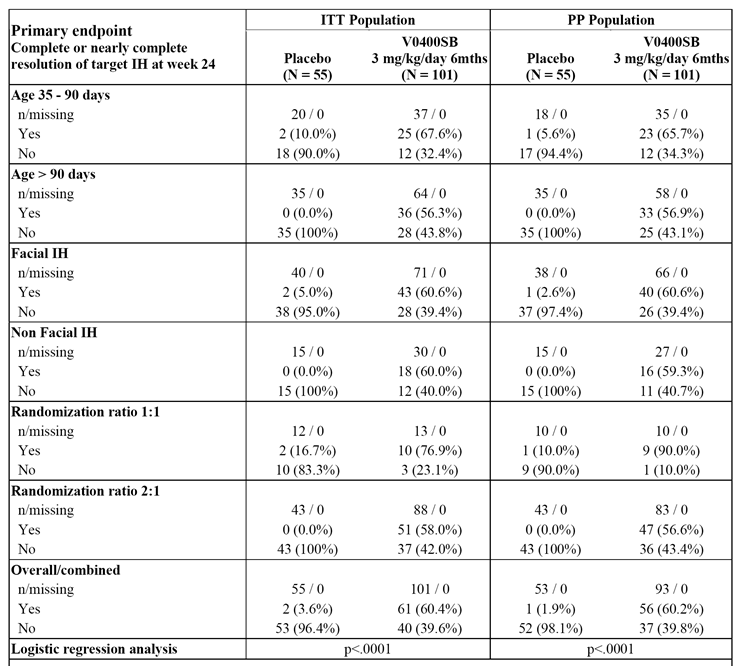 Primary endpoint
Complete or nearly complete
resolution of target IH at week 24
ITT Population PP Population
Placebo
(N = 55)
V0400SB
3 mg/kg/day 6mths
(N = 101)
Placebo
(N = 55)
V0400SB
3 mg/kg/day 6mths
(N = 101)
Age 35 - 90 days
n/missing 20 / 0 37 / 0 18 / 0 35 / 0
Yes 2 (10.0%) 25 (67.6%) 1 (5.6%) 23 (65.7%)
No 18 (90.0%) 12 (32.4%) 17 (94.4%) 12 (34.3%)
Age > 90 days
n/missing 35 / 0 64 / 0 35 / 0 58 / 0
Yes 0 (0.0%) 36 (56.3%) 0 (0.0%) 33 (56.9%)
No 35 (100%) 28 (43.8%) 35 (100%) 25 (43.1%)
Facial IH
n/missing 40 / 0 71 / 0 38 / 0 66 / 0
Yes 2 (5.0%) 43 (60.6%) 1 (2.6%) 40 (60.6%)
No 38 (95.0%) 28 (39.4%) 37 (97.4%) 26 (39.4%)
Non Facial IH
n/missing 15 / 0 30 / 0 15 / 0 27 / 0
Yes 0 (0.0%) 18 (60.0%) 0 (0.0%) 16 (59.3%)
No 15 (100%) 12 (40.0%) 15 (100%) 11 (40.7%)
Randomization ratio 1:1
n/missing 12 / 0 13 / 0 10 / 0 10 / 0
Yes 2 (16.7%) 10 (76.9%) 1 (10.0%) 9 (90.0%)
No 10 (83.3%) 3 (23.1%) 9 (90.0%) 1 (10.0%)
Randomization ratio 2:1
n/missing 43 / 0 88 / 0 43 / 0 83 / 0
Yes 0 (0.0%) 51 (58.0%) 0 (0.0%) 47 (56.6%)
No 43 (100%) 37 (42.0%) 43 (100%) 36 (43.4%)
Overall/combined
n/missing 55 / 0 101 / 0 53 / 0 93 / 0
Yes 2 (3.6%) 61 (60.4%) 1 (1.9%) 56 (60.2%)
No 53 (96.4%) 40 (39.6%) 52 (98.1%) 37 (39.8%)
Logistic regression analysis p<.0001 p<.0001